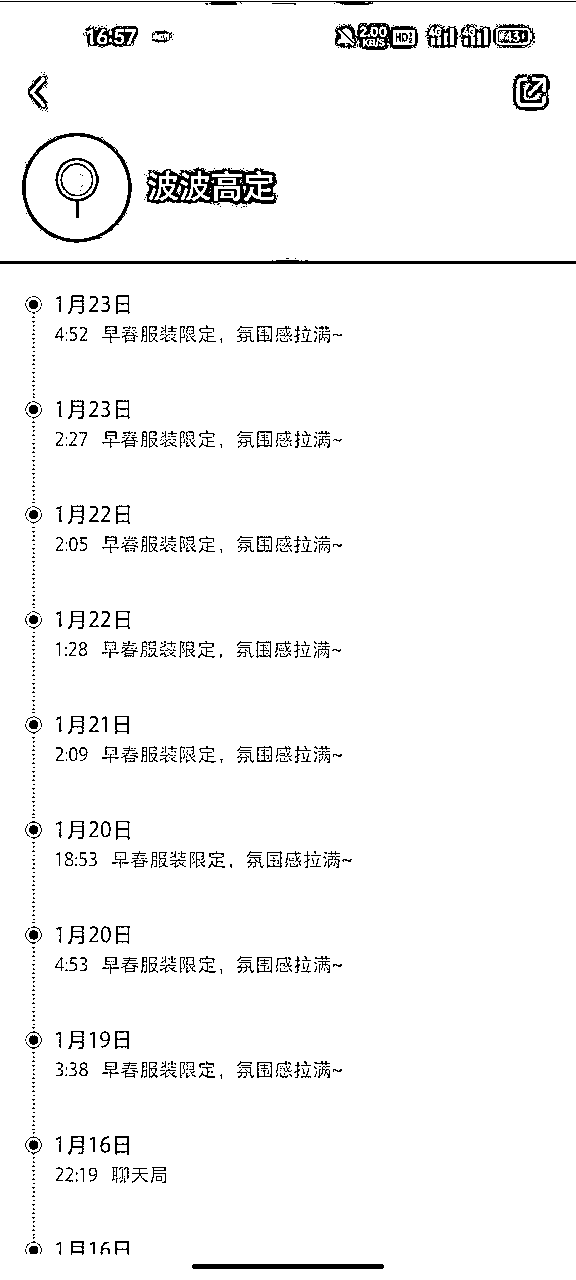 16:57
2.00 KB/S HD2 4G 4G 43
波波高定
1月23日
4:52 早春服装限定，氛围感拉满~
1月23日
2:27 早春服装限定，氛围感拉满~
1月22日
2:05 早春服装限定，氛围感拉满~
1月22日
1:28 早春服装限定，氛围感拉满~
1月21日
2:09 早春服装限定，氛围感拉满~
1月20日
18:53 早春服装限定，氛围感拉满~
1月20日
4:53 早春服装限定，氛围感拉满~
1月19日
3:38 早春服装限定，氛围感拉满~
1月16日
22:19 聊天局
1月16日